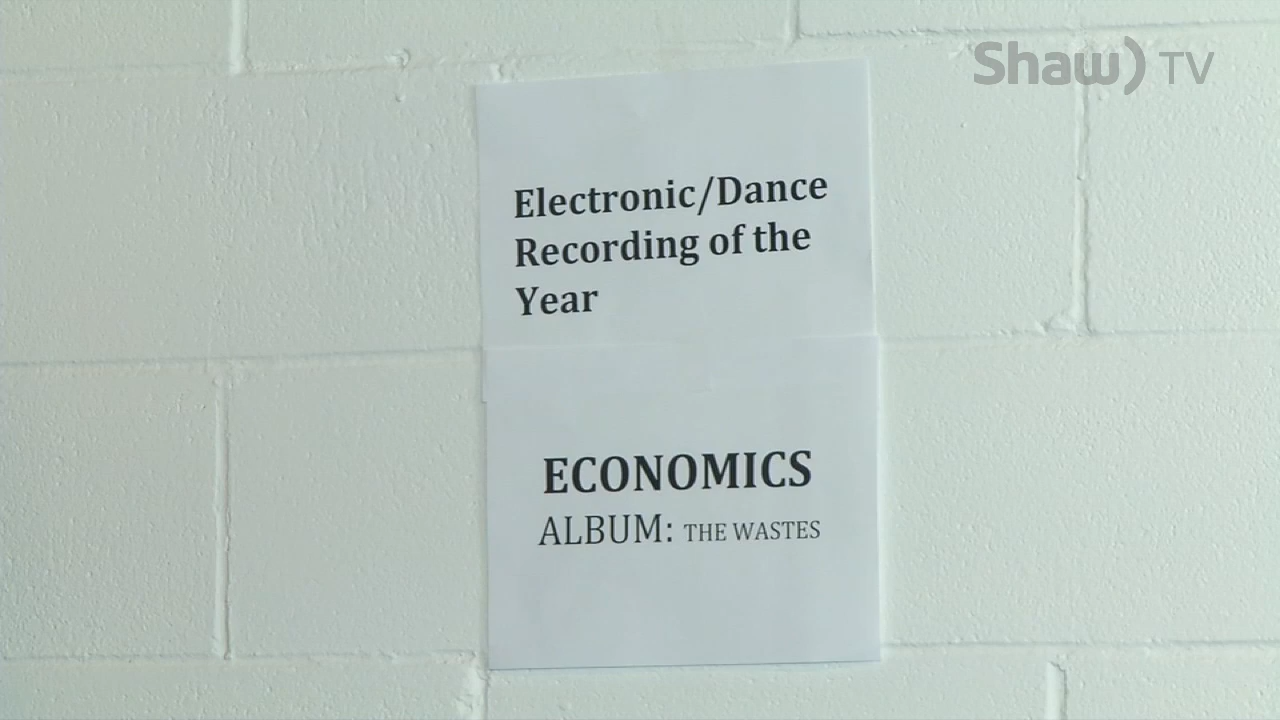 Shaw) TV
Electronic/Dance
Recording of the
Year
ECONOMICS
ALBUM: THE WASTES